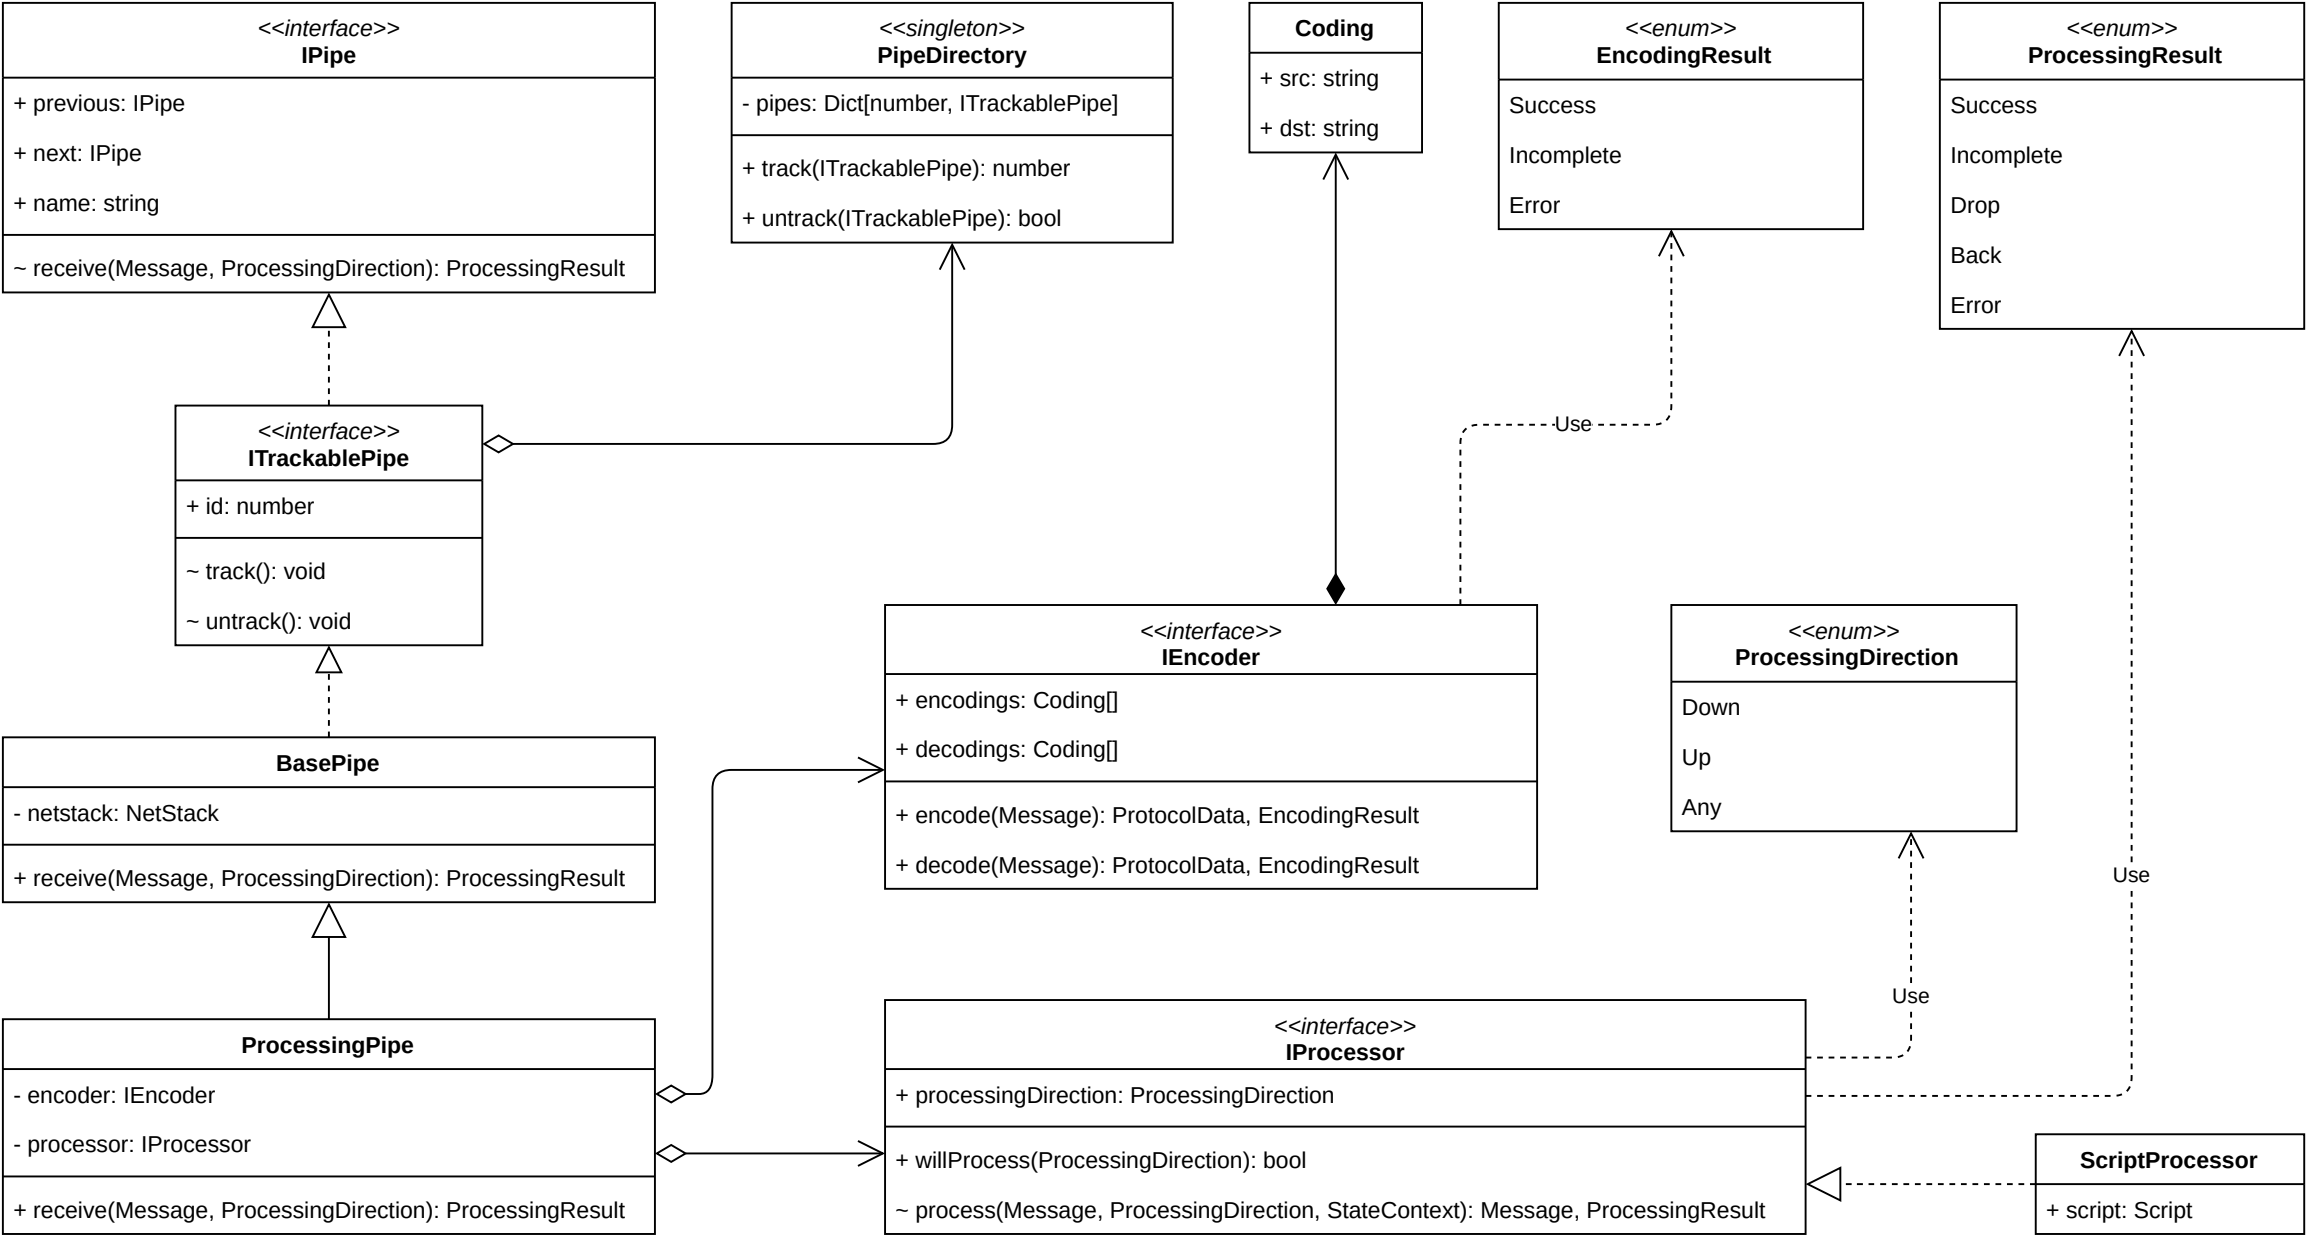 <<interface>>
IPipe
+ previous: IPipe
+ next: IPipe
+ name: string
~ receive(Message, ProcessingDirection): ProcessingResult
<<singleton>>
PipeDirectory
- pipes: Dict[number, ITrackablePipe]
+ track(ITrackablePipe): number
+ untrack(ITrackablePipe): bool
Coding
+ src: string
+ dst: string
<<enum>>
EncodingResult
Success
Incomplete
Error
<<enum>>
ProcessingResult
Success
Incomplete
Drop
Back
Error
<<interface>>
ITrackablePipe
+ id: number
~ track(): void
~ untrack(): void
Use
<<interface>>
IEncoder
+ encodings: Coding[]
+ decodings: Coding[]
+ encode(Message): ProtocolData, EncodingResult
+ decode(Message): ProtocolData, EncodingResult
<<enum>>
ProcessingDirection
Down
Up
Any
Use
BasePipe
- netstack: NetStack
+ receive(Message, ProcessingDirection): ProcessingResult
Use
ProcessingPipe
- encoder: IEncoder
- processor: IProcessor
+ receive(Message, ProcessingDirection): ProcessingResult
<<interface>>
IProcessor
+ processingDirection: ProcessingDirection
+ willProcess(ProcessingDirection): bool
~ process(Message, ProcessingDirection, StateContext): Message, ProcessingResult
ScriptProcessor
+ script: Script